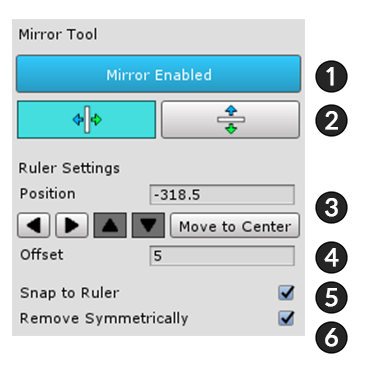 Mirror Tool
Mirror Enabled 1
2
Ruler Settings
Position -318.5
Move to Center 3
Offset 5 4
Snap to Ruler 5
Remove Symmetrically 6